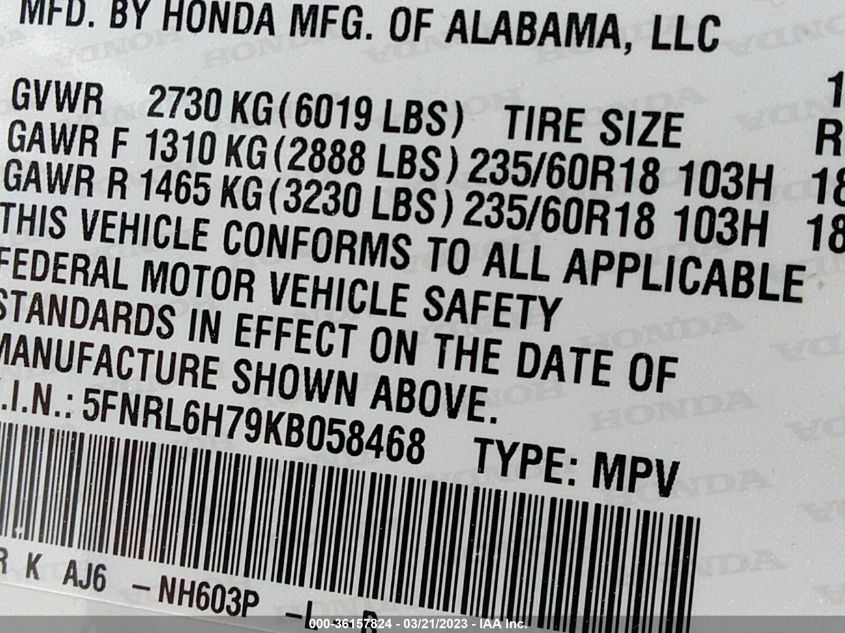 MFD. BY HONDA MFG. OF ALABAMA, LLC
GVWR 2730 KG (6019 LBS) TIRE SIZE
GAWR F 1310 KG (2888 LBS) 235/60R18 103H 18
GAWR R 1465 KG (3230 LBS) 235/60R18 103H 18
THIS VEHICLE CONFORMS TO ALL APPLICABLE
FEDERAL MOTOR VEHICLE SAFETY
STANDARDS IN EFFECT ON THE DATE OF
MANUFACTURE SHOWN ABOVE.
V.I.N.: 5FNRL6H79KB058468 TYPE: MPV
R K AJ6 -NH603P -L
000-36157824 - 03/21/2023 - IAA Inc.